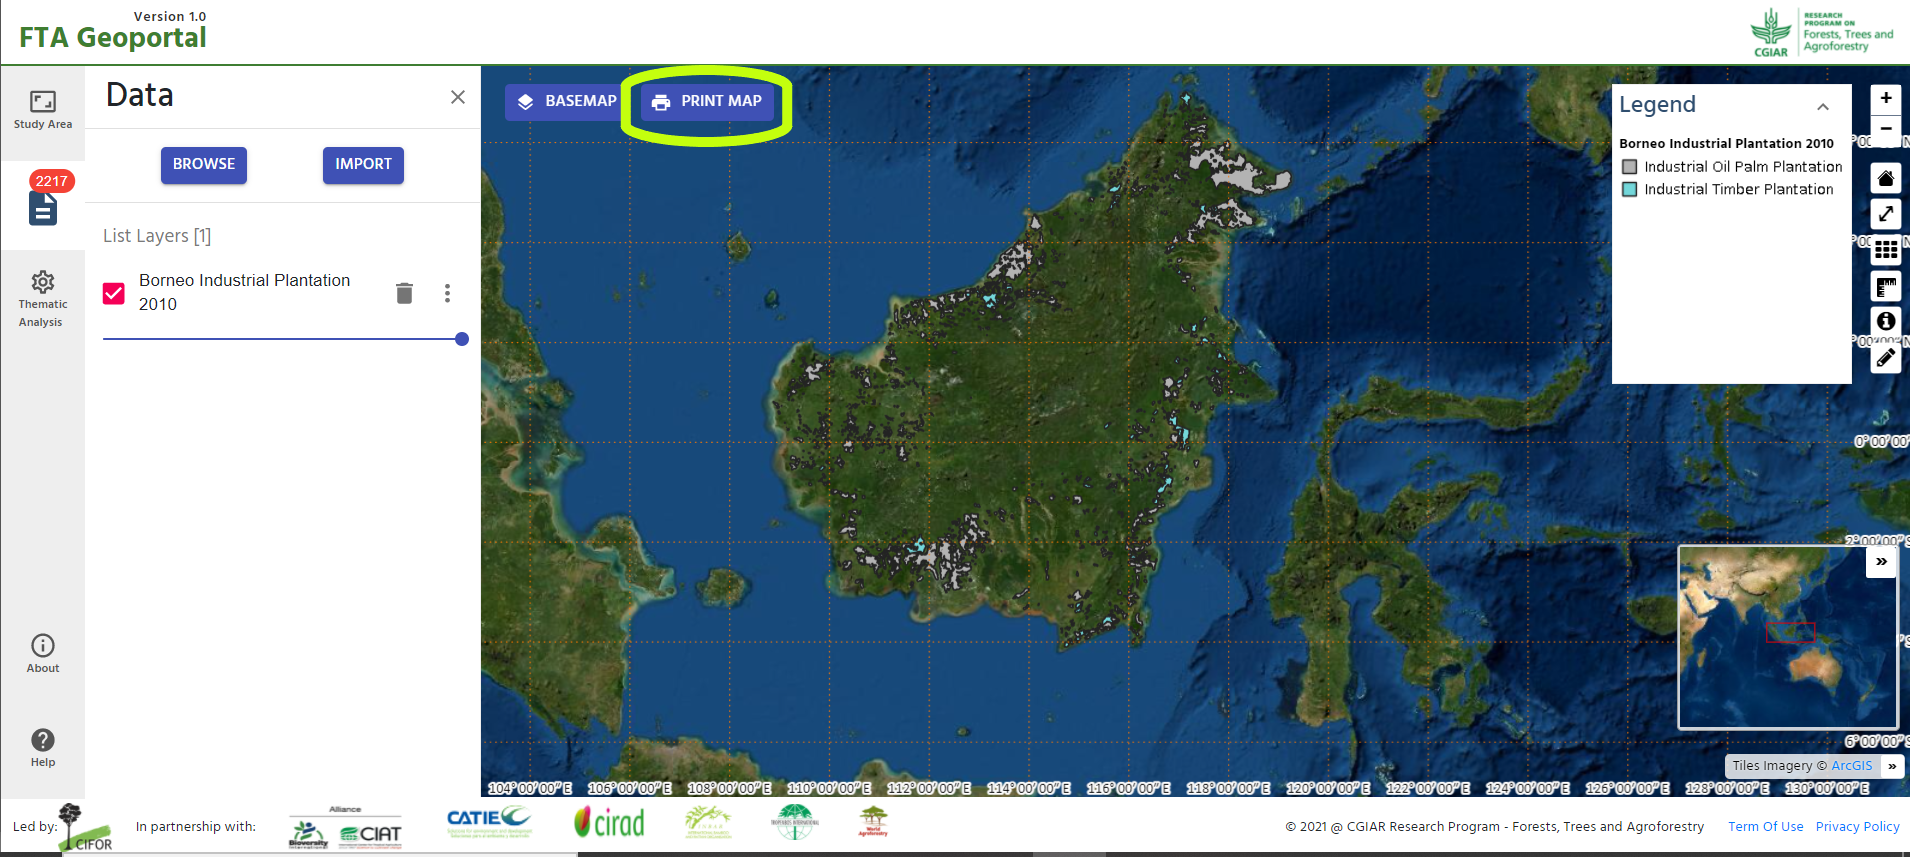 Version 1.0
FTA Geoportal
CGIAR
RESEARCH
PROGRAM ON
Forests, Trees and
Agroforestry
Study Area
2217
Thematic
Analysis
About
Help
Data
BROWSE
IMPORT
List Layers [1]
Borneo Industrial Plantation
2010
BASEMAP
PRINT MAP
Legend
Borneo Industrial Plantation 2010
Industrial Oil Palm Plantation
Industrial Timber Plantation
+
−
0°00'00"
2°00'00"S
6°00'00"S
»
Tiles Imagery © ArcGIS »
104°00'00"E 106°00'00"E 108°00'00"E 110°00'00"E 112°00'00"E 114°00'00"E 116°00'00"E 118°00'00"E 120°00'00"E 122°00'00"E 124°00'00"E 126°00'00"E 128°00'00"E 130°00'00"E
Led by:
CIFOR
In partnership with:
Alliance
Bioversity
CIAT
CATIE
cirad
TROPENBOS INTERNATIONAL
World
Agroforestry
© 2021 @ CGIAR Research Program - Forests, Trees and Agroforestry
Term Of Use
Privacy Policy